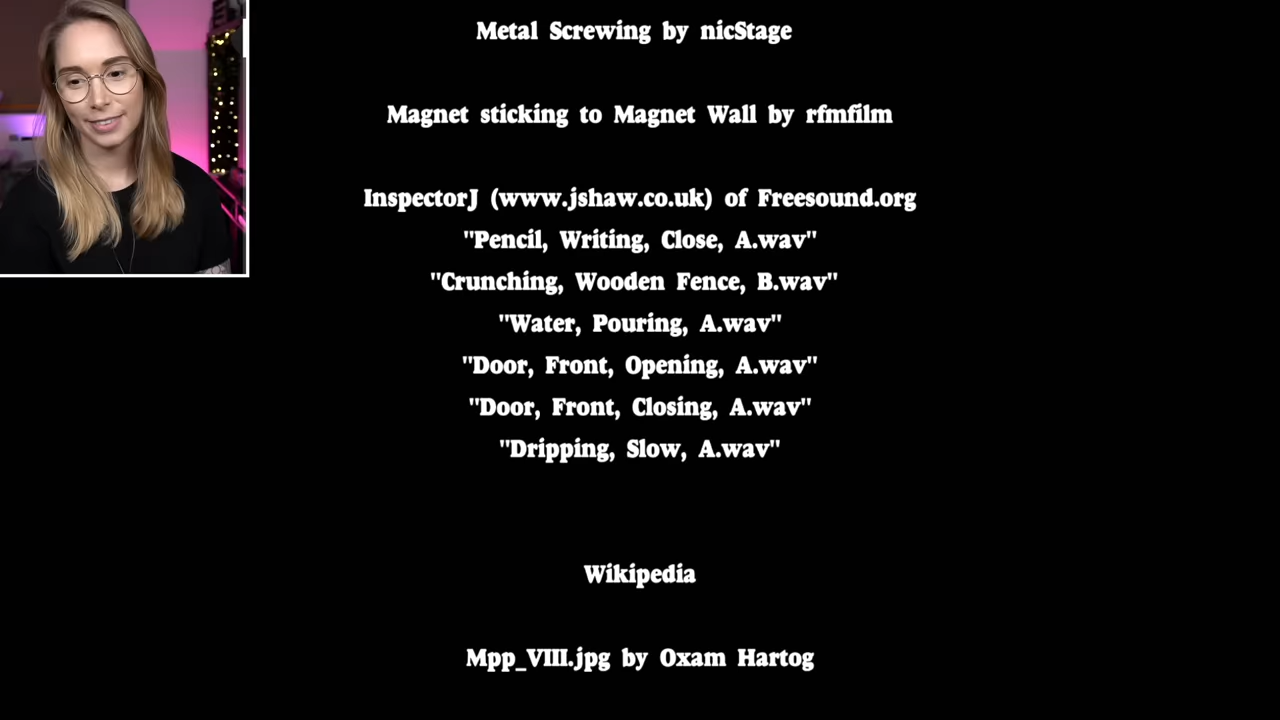 Metal Screwing by nicStage
Magnet sticking to Magnet Wall by rfmfilm
InspectorJ (www.jshaw.co.uk) of Freesound.org
"Pencil, Writing, Close, A.wav"
"Crunching, Wooden Fence, B.wav"
"Water, Pouring, A.wav"
"Door, Front, Opening, A.wav"
"Door, Front, Closing, A.wav"
"Dripping, Slow, A.wav"
Wikipedia
Mpp_VIII.jpg by Oxam Hartog